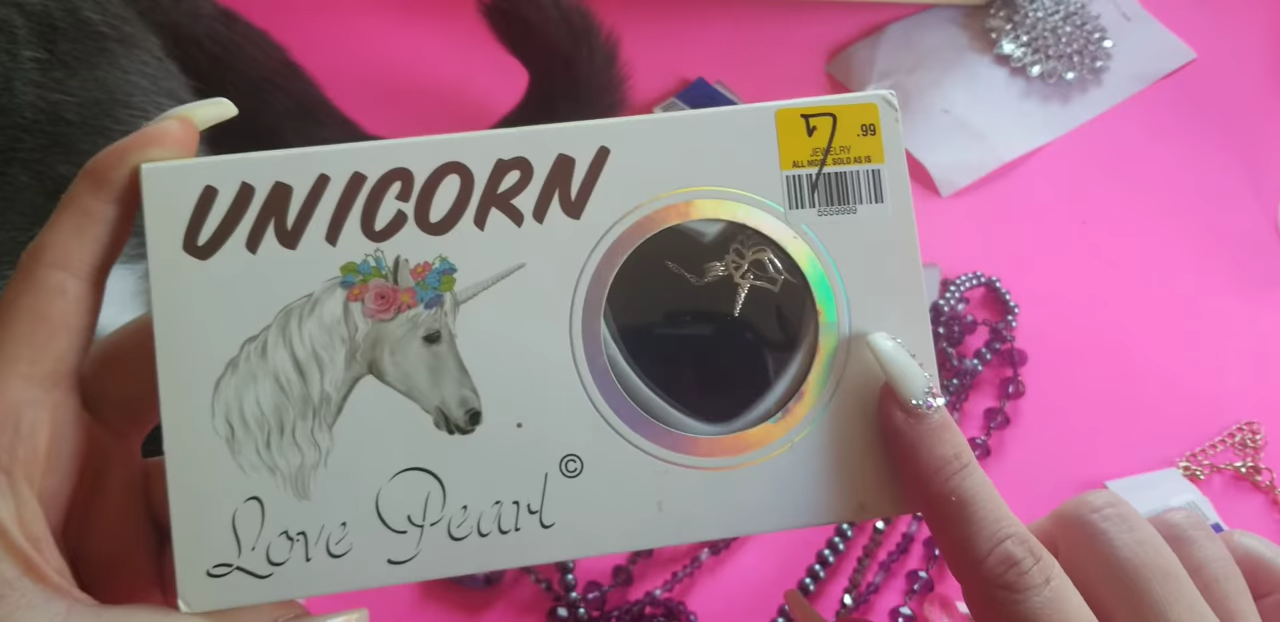 UNICORN
Love Pearl©
7 .99
JEWELRY
ALL MDSE. SOLD AS IS
5559999